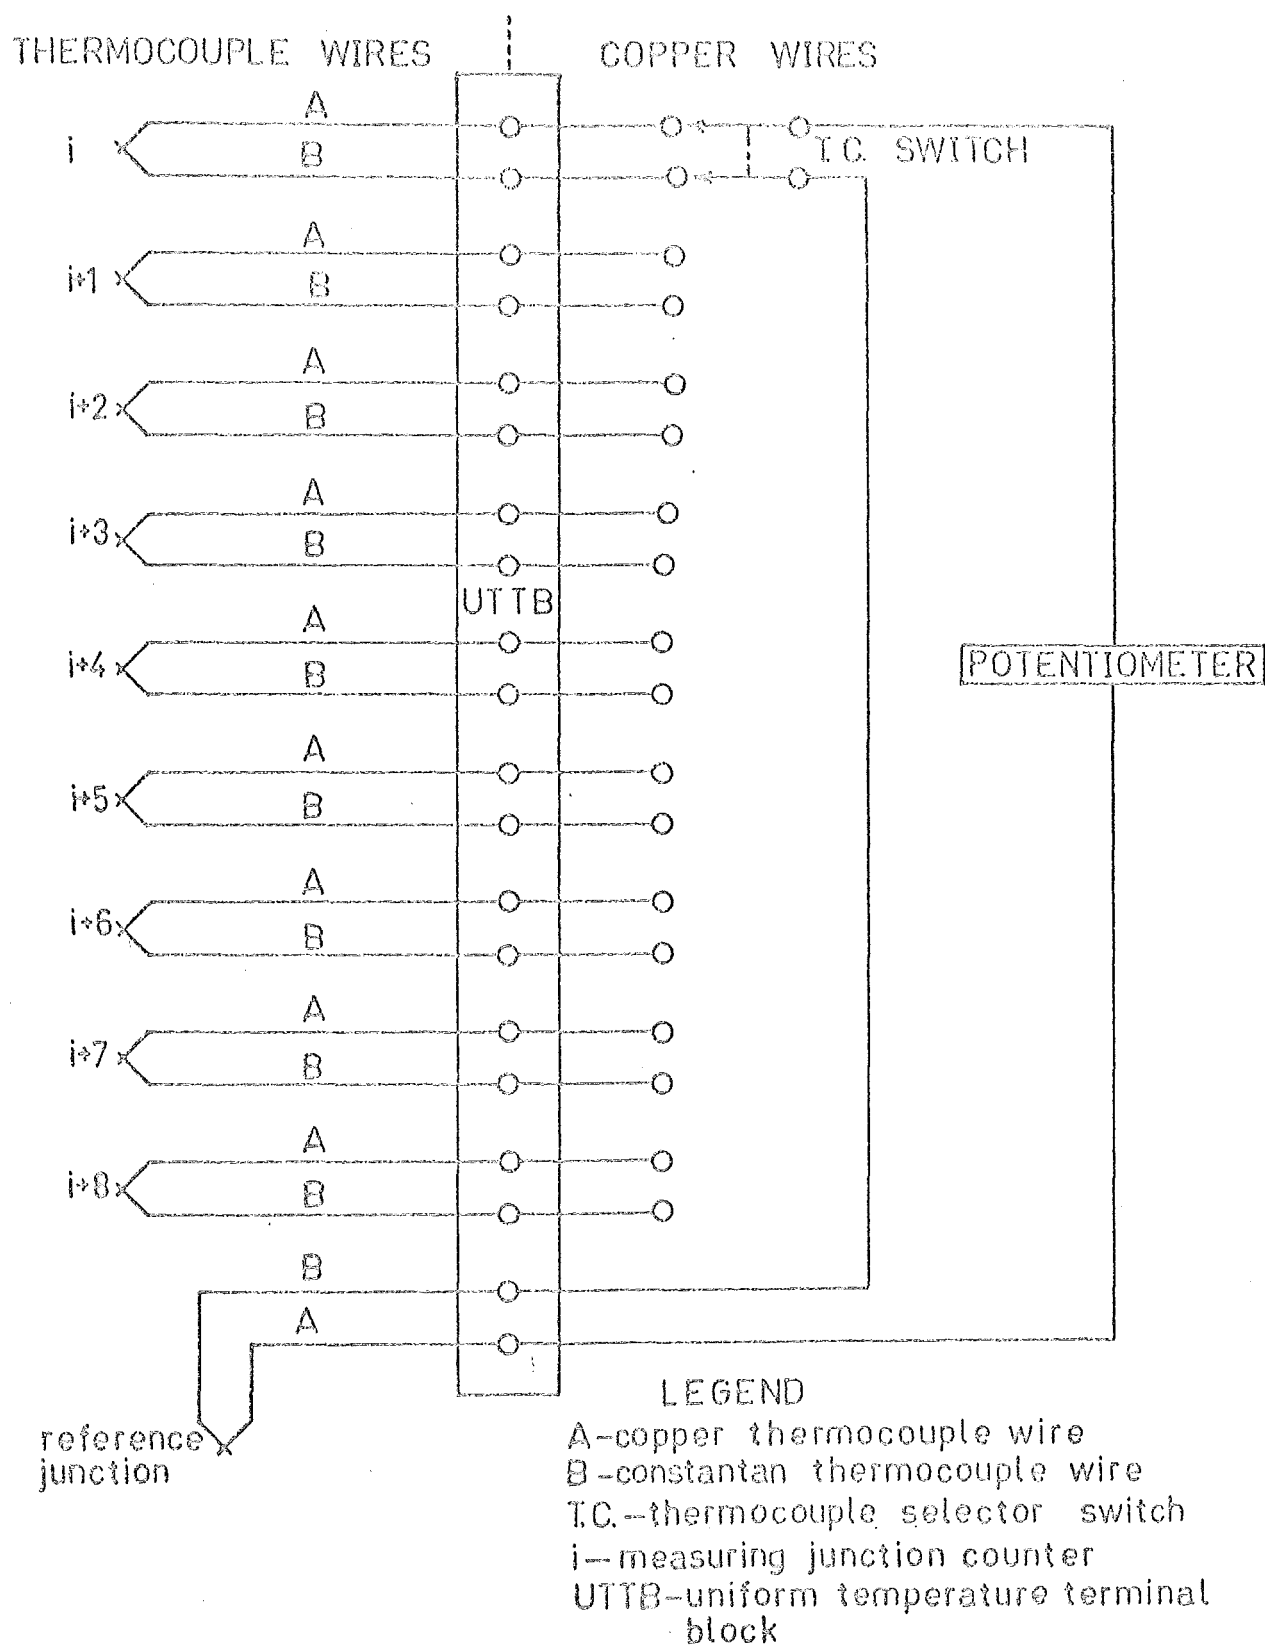 THERMOCOUPLE WIRES
COPPER WIRES
A
i
B
T.C. SWITCH
A
i+1
B
A
i+2
B
A
i+3
B
UTTB
A
i+4
B
POTENTIOMETER
A
i+5
B
A
i+6
B
A
i+7
B
A
i+8
B
B
A
reference
junction
LEGEND
A-copper thermocouple wire
B-constantan thermocouple wire
T.C.-thermocouple selector switch
i-measuring junction counter
UTTB-uniform temperature terminal
block